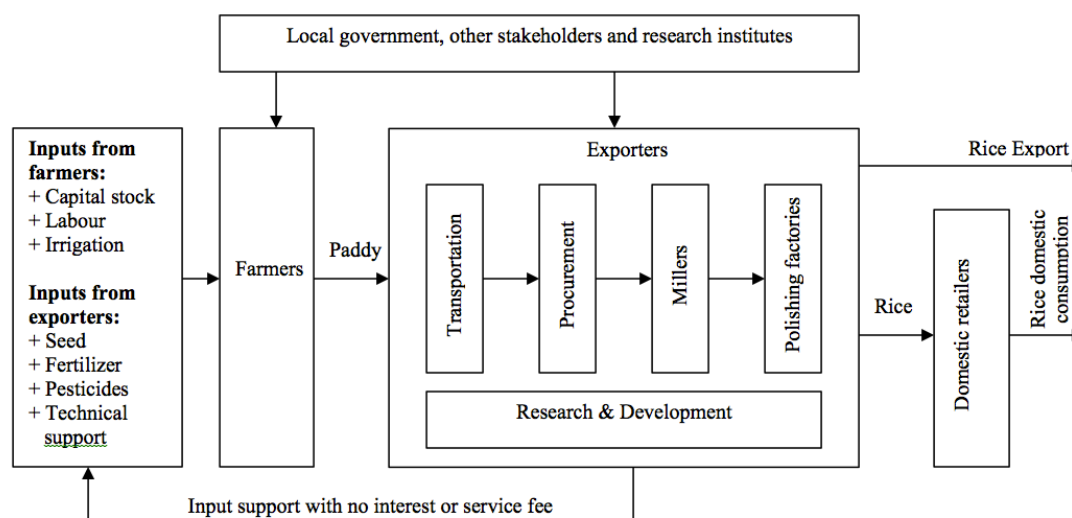 Local government, other stakeholders and research institutes
Inputs from
farmers:
+ Capital stock
+ Labour
+ Irrigation
Inputs from
exporters:
+ Seed
+ Fertilizer
+ Pesticides
+ Technical
support
Farmers
Paddy
Exporters
Transportation
Procurement
Millers
Polishing factories
Research & Development
Rice Export
Rice
Domestic retailers
Rice domestic
consumption
Input support with no interest or service fee